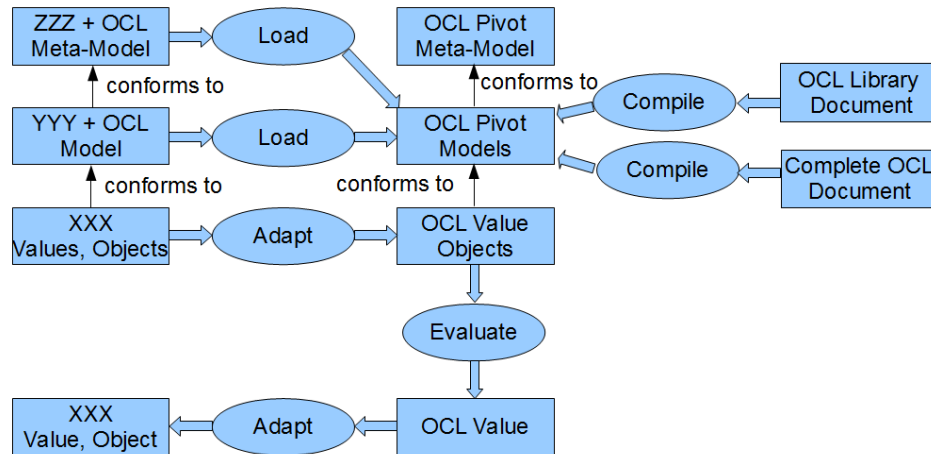 ZZZ + OCL
Meta-Model
Load
OCL Pivot
Meta-Model
conforms to
conforms to
Compile
OCL Library
Document
YYY + OCL
Model
Load
OCL Pivot
Models
Compile
Complete OCL
Document
conforms to
conforms to
XXX
Values, Objects
Adapt
OCL Value
Objects
Evaluate
XXX
Value, Object
Adapt
OCL Value